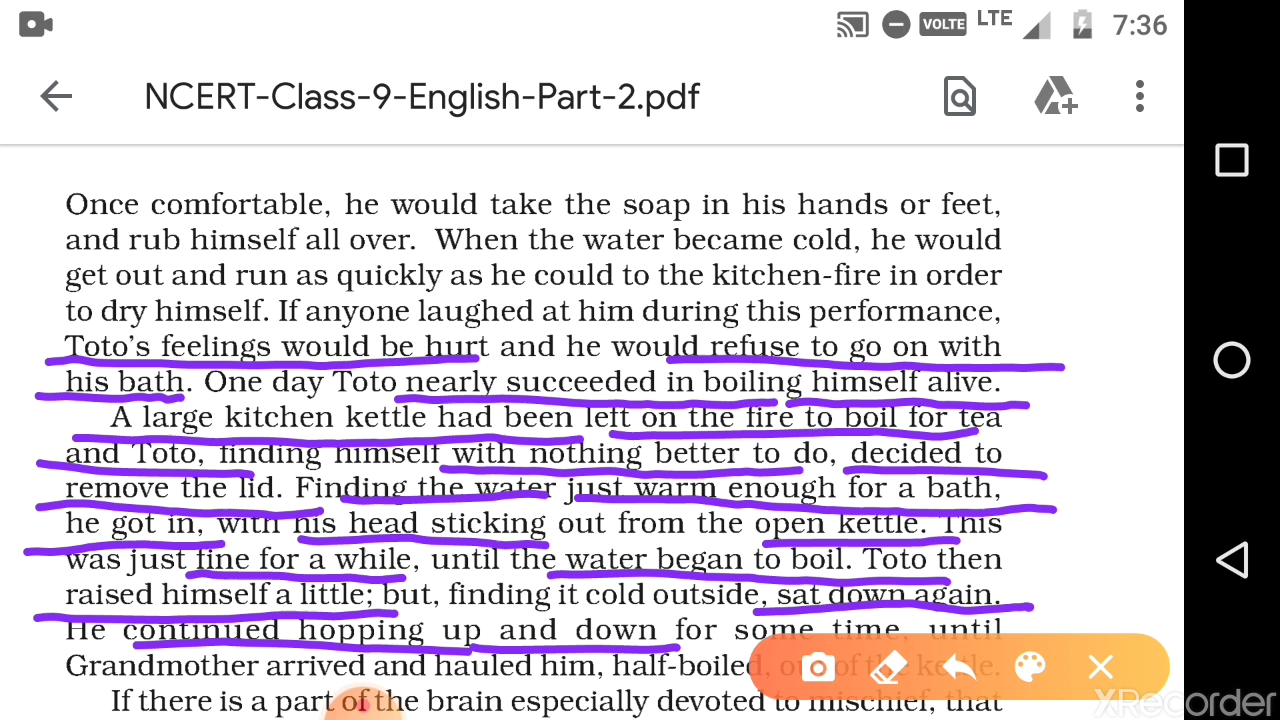 VOLTE LTE 7:36
NCERT-Class-9-English-Part-2.pdf
Once comfortable, he would take the soap in his hands or feet,
and rub himself all over. When the water became cold, he would
get out and run as quickly as he could to the kitchen-fire in order
to dry himself. If anyone laughed at him during this performance,
Toto's feelings would be hurt and he would refuse to go on with
his bath. One day Toto nearly succeeded in boiling himself alive.
A large kitchen kettle had been left on the fire to boil for tea
and Toto, finding himself with nothing better to do, decided to
remove the lid. Finding the water just warm enough for a bath,
he got in, with his head sticking out from the open kettle. This
was just fine for a while, until the water began to boil. Toto then
raised himself a little; but, finding it cold outside, sat down again.
He continued hopping up and down for some time, until
Grandmother arrived and hauled him, half-boiled, out of the kettle.
If there is a part of the brain especially devoted to mischief, that
XRecorder